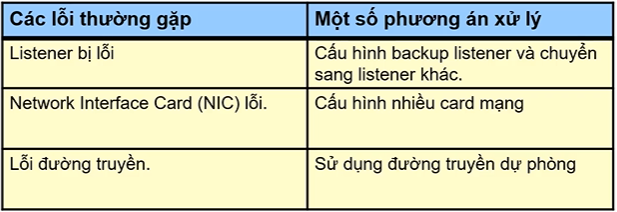 Các lỗi thường gặp
Một số phương án xử lý
Listener bị lỗi
Cấu hình backup listener và chuyển
sang listener khác.
Network Interface Card (NIC) lỗi.
Cấu hình nhiều card mạng
Lỗi đường truyền.
Sử dụng đường truyền dự phòng